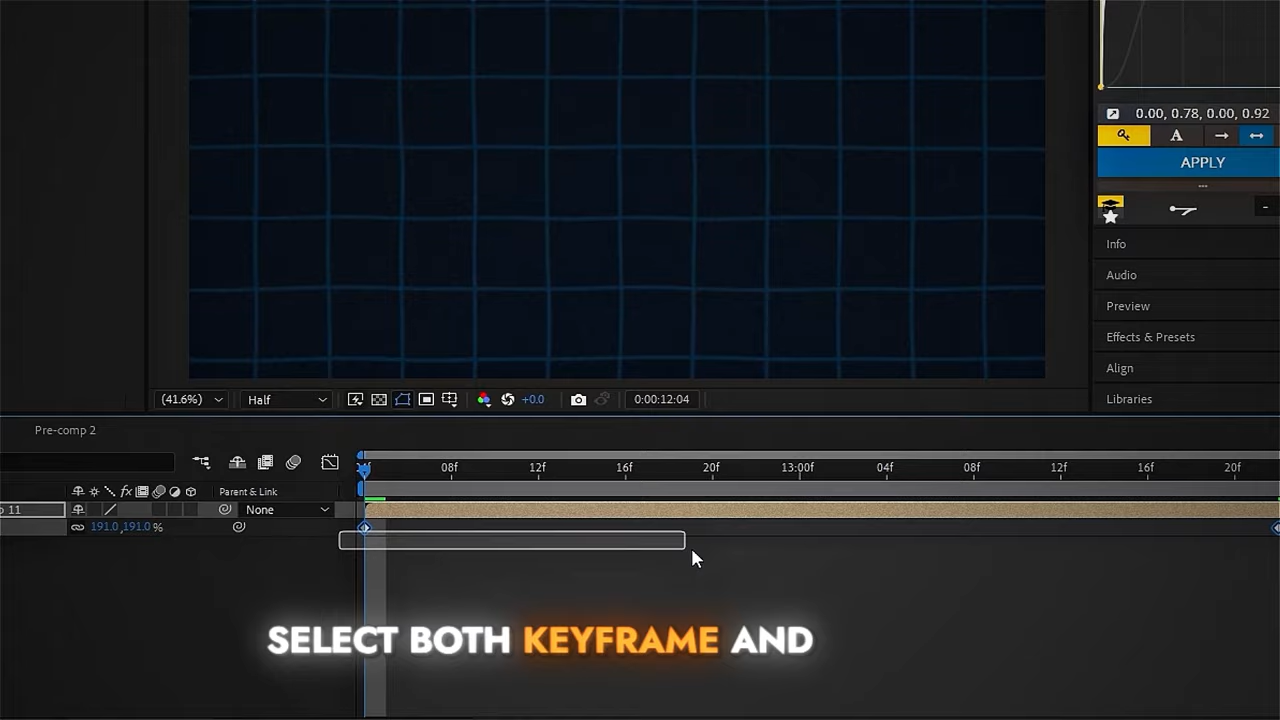 0.00, 0.78, 0.00, 0.92
A
APPLY
Info
Audio
Preview
Effects & Presets
Align
Libraries
(41.6%)
Half
+0.0
0:00:12:04
Pre-comp 2
08f
12f
16f
20f
13:00f
04f
08f
12f
16f
20f
fx
Parent & Link
11
None
191.0,191.0 %
SELECT BOTH KEYFRAME AND